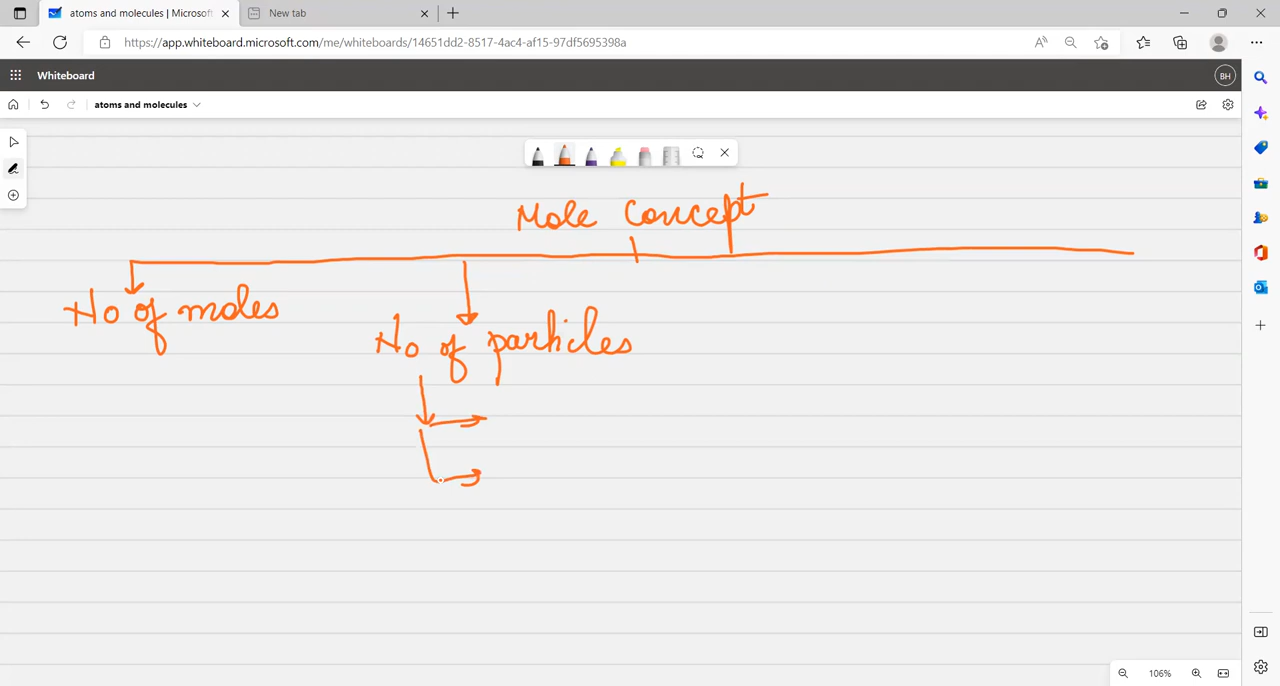 atoms and molecules | Microsof
New tab
https://app.whiteboard.microsoft.com/me/whiteboards/14651dd2-8517-4ac4-af15-97df5695398a
Whiteboard
BH
atoms and molecules
Mole Concept
No of moles
No of particles
106%